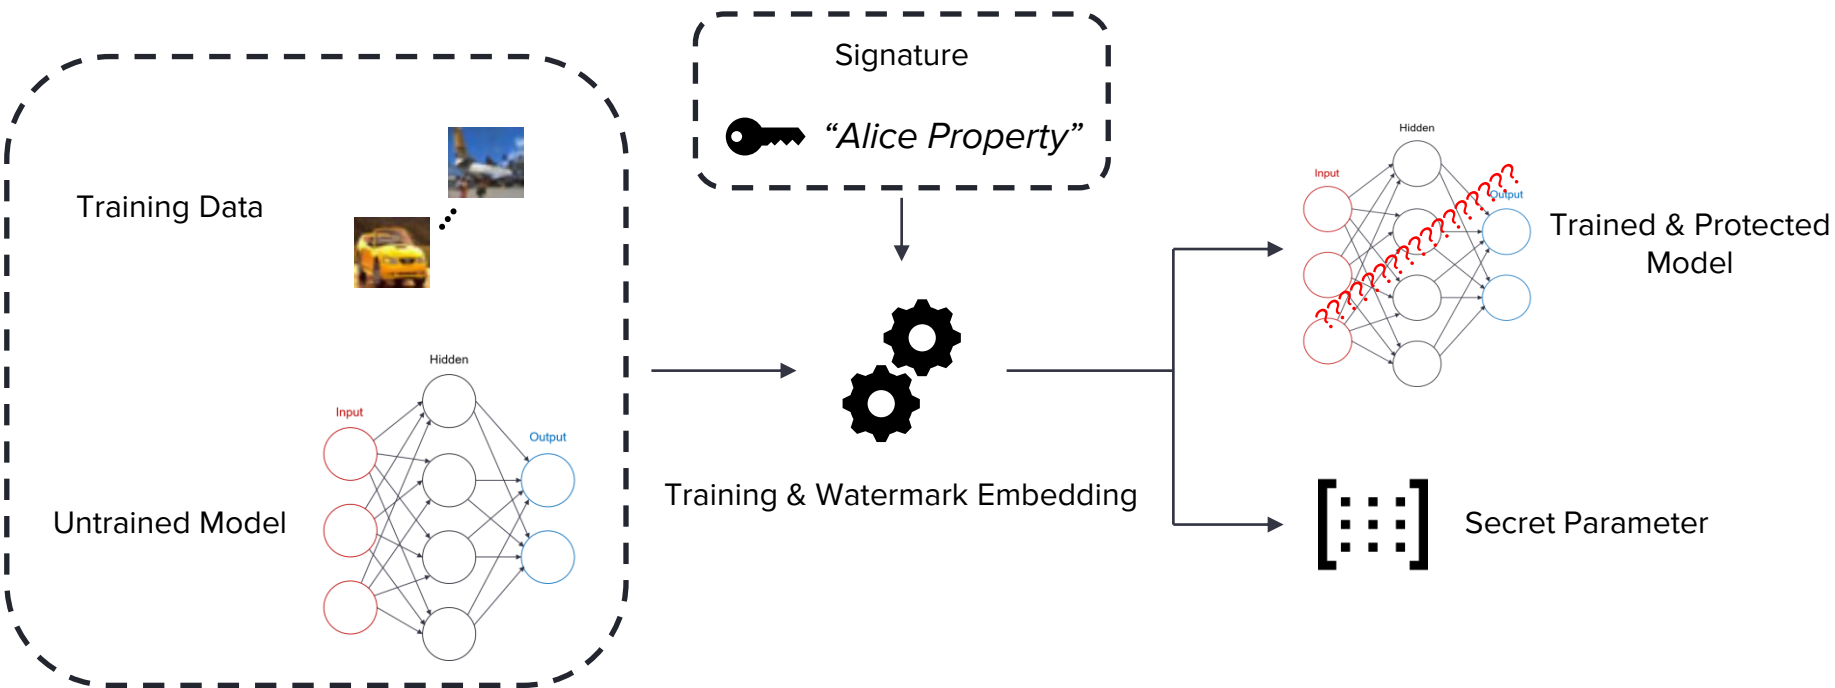 Signature
“Alice Property”
Training Data
Untrained Model
Hidden
Input
Output
Training & Watermark Embedding
Hidden
Input
Output
???????????????????
Trained & Protected
Model
Secret Parameter